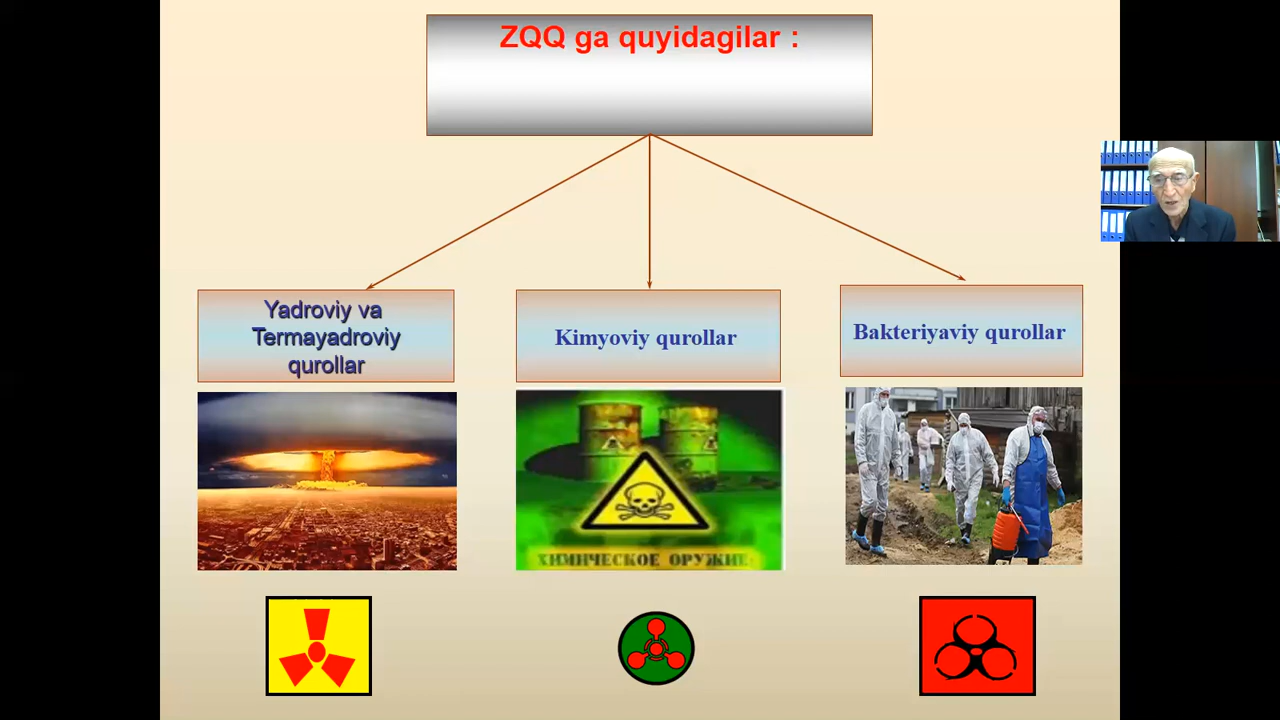 ZQQ ga quyidagilar :
Yadroviy va
Termayadroviy
qurollar
Kimyoviy qurollar
Bakteriyaviy qurollar
ХИМИЧЕСКОЕ ОРУЖИЕ